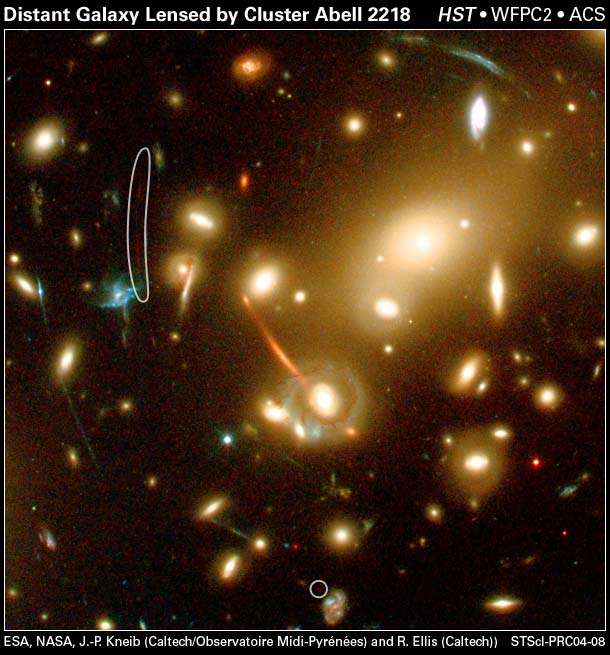 Distant Galaxy Lensed by Cluster Abell 2218 HST • WFPC2 • ACS
ESA, NASA, J.-P. Kneib (Caltech/Observatoire Midi-Pyrénées) and R. Ellis (Caltech)) STScI-PRC04-08